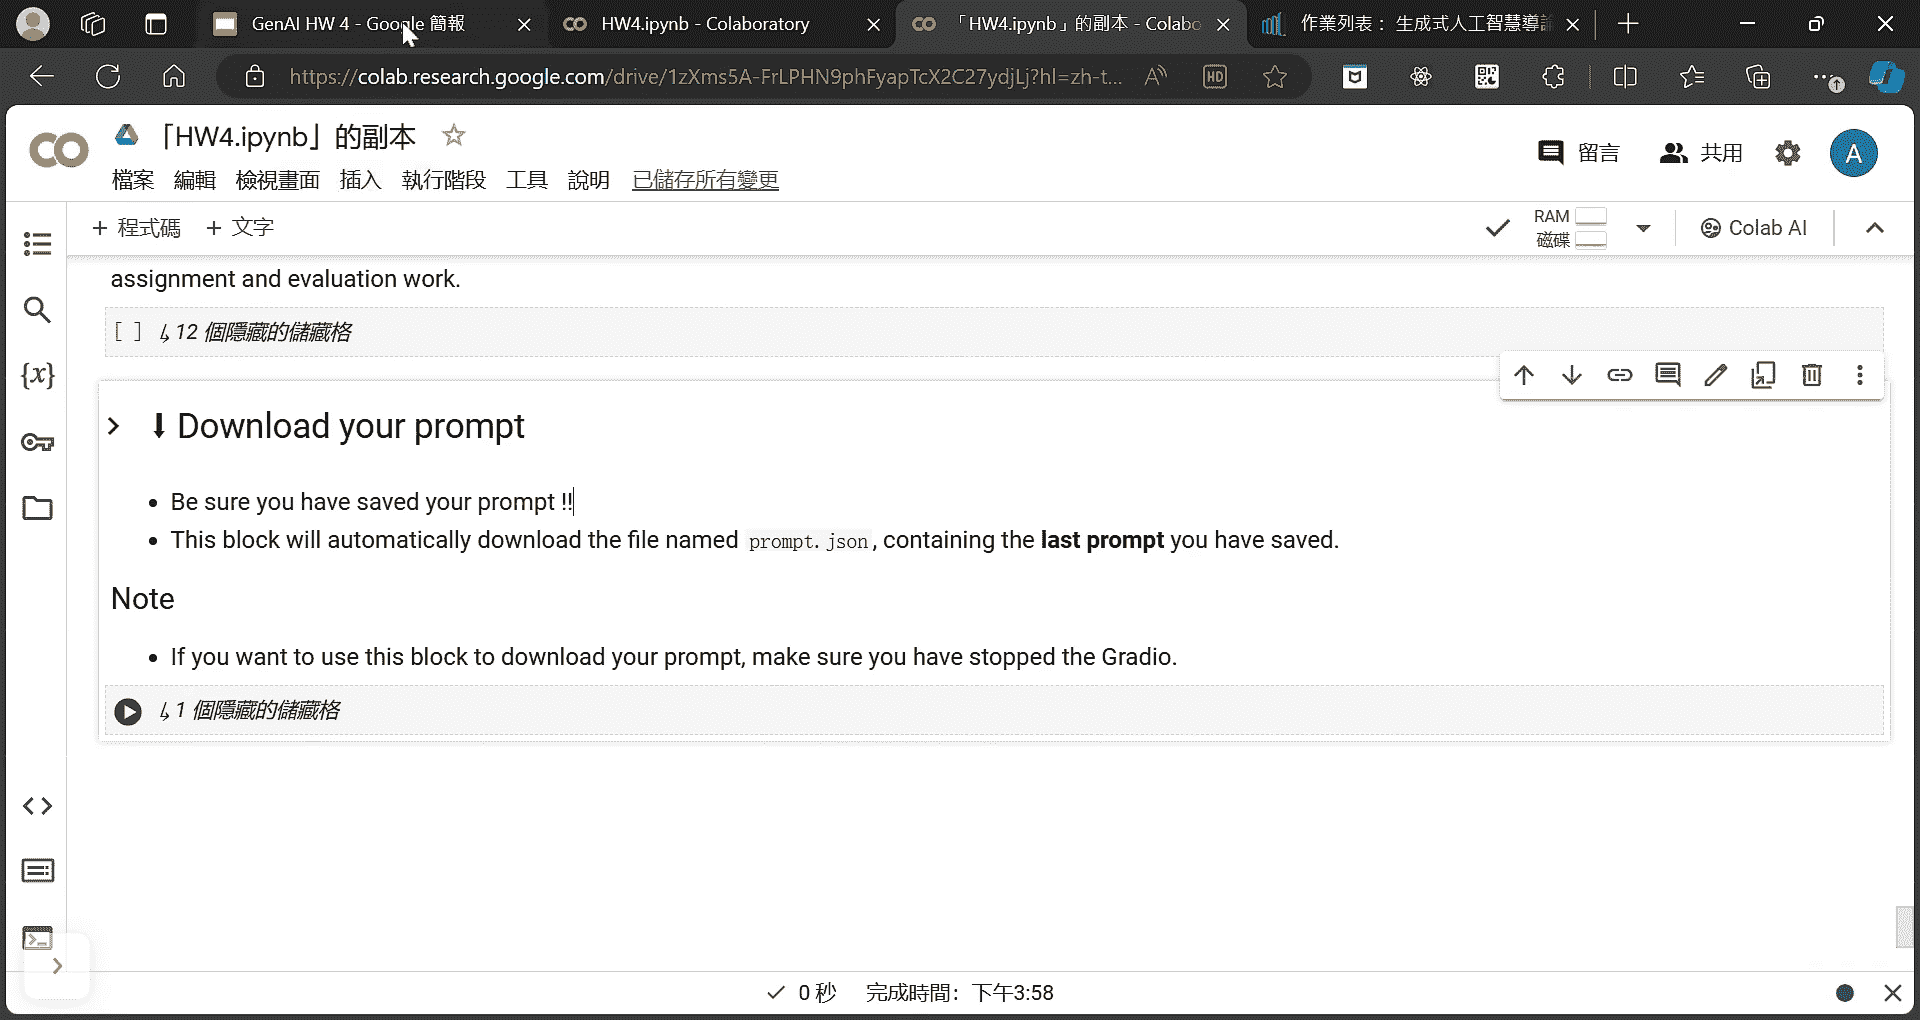 GenAI HW 4 - Google 簡報
HW4.ipynb - Colaboratory
「HW4.ipynb」的副本 - Colabo
作業列表： 生成式人工智慧導論
https://colab.research.google.com/drive/1zXms5A-FrLPHN9phFyapTcX2C27ydjLj?hl=zh-t...
HD
CO
「HW4.ipynb」的副本
留言
共用
A
檔案 編輯 檢視畫面 插入 執行階段 工具 說明 已儲存所有變更
+ 程式碼 + 文字
RAM
磁碟
Colab AI
assignment and evaluation work.
[ ] ↳ 12 個隱藏的儲藏格
⬇ Download your prompt
• Be sure you have saved your prompt !!
• This block will automatically download the file named prompt.json, containing the last prompt you have saved.
Note
• If you want to use this block to download your prompt, make sure you have stopped the Gradio.
↳ 1 個隱藏的儲藏格
{x}
✓ 0 秒 完成時間：下午3:58